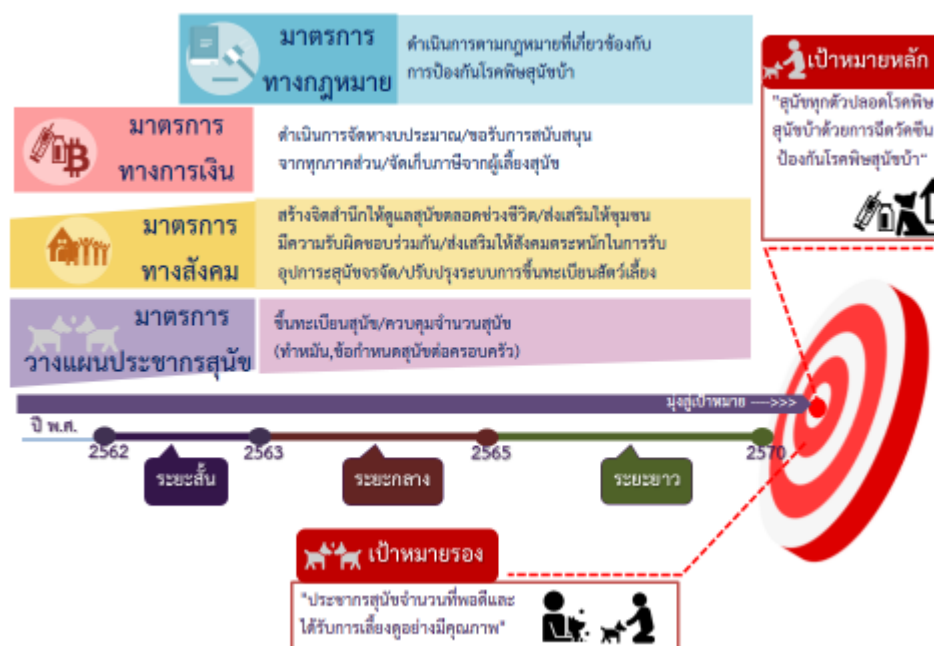 มาตรการ
ทางกฎหมาย
ดำเนินการตามกฎหมายที่เกี่ยวข้องกับ
การป้องกันโรคพิษสุนัขบ้า
เป้าหมายหลัก
"สุนัขทุกตัวปลอดโรคพิษ
สุนัขบ้าด้วยการฉีดวัคซีน
ป้องกันโรคพิษสุนัขบ้า"
มาตรการ
ทางการเงิน
ดำเนินการจัดหางบประมาณ/ขอรับการสนับสนุน
จากทุกภาคส่วน/จัดเก็บภาษีจากผู้เลี้ยงสุนัข
มาตรการ
ทางสังคม
สร้างจิตสำนึกให้ดูแลสุนัขตลอดช่วงชีวิต/ส่งเสริมให้ชุมชน
มีความรับผิดชอบร่วมกัน/ส่งเสริมให้สังคมตระหนักในการรับ
อุปการะสุนัขจรจัด/ปรับปรุงระบบการขึ้นทะเบียนสัตว์เลี้ยง
มาตรการ
วางแผนประชากรสุนัข
ขึ้นทะเบียนสุนัข/ควบคุมจำนวนสุนัข
(ทำหมัน,ข้อกำหนดสุนัขต่อครอบครัว)
มุ่งสู่เป้าหมาย ---->>>
ปี พ.ศ.
2562 2563 2565 2570
ระยะสั้น ระยะกลาง ระยะยาว
เป้าหมายรอง
"ประชากรสุนัขจำนวนที่พอดีและ
ได้รับการเลี้ยงดูอย่างมีคุณภาพ"